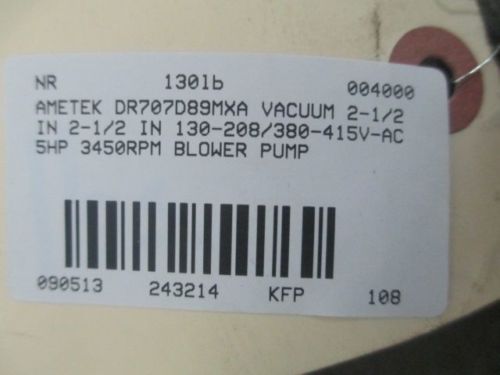 NR 130lb 004000
AMETEK DR707D89MXA VACUUM 2-1/2
IN 2-1/2 IN 130-208/380-415V-AC
5HP 3450RPM BLOWER PUMP
090513 243214 KFP 108